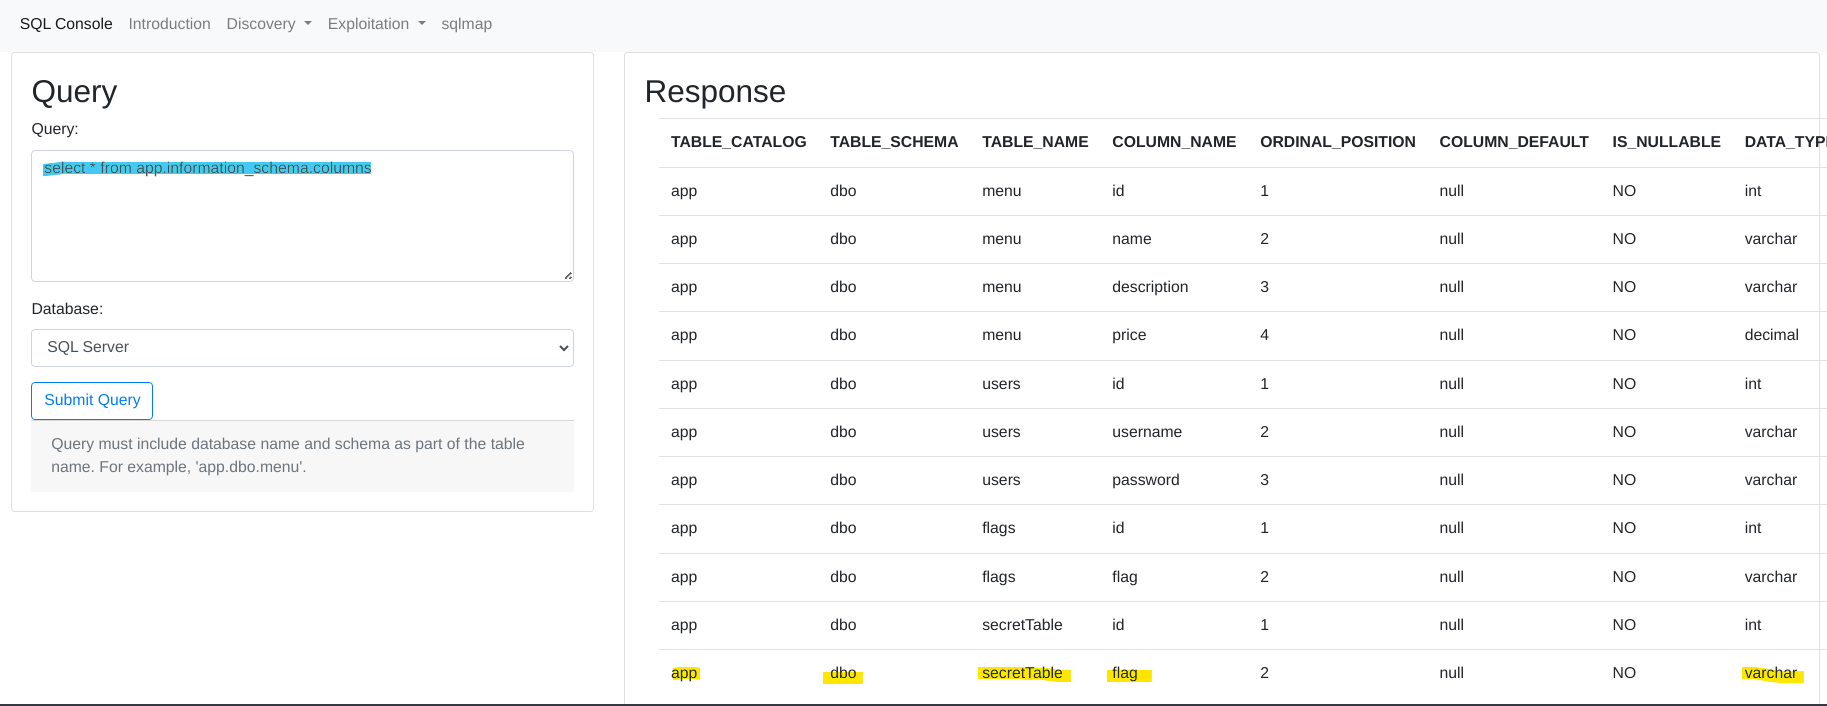 SQL Console Introduction Discovery Exploitation sqlmap
Query
Query:
select * from app.information_schema.columns
Database:
SQL Server
Submit Query
Query must include database name and schema as part of the table
name. For example, 'app.dbo.menu'.
Response
TABLE_CATALOG TABLE_SCHEMA TABLE_NAME COLUMN_NAME ORDINAL_POSITION COLUMN_DEFAULT IS_NULLABLE DATA_TYPE
app dbo menu id 1 null NO int
app dbo menu name 2 null NO varchar
app dbo menu description 3 null NO varchar
app dbo menu price 4 null NO decimal
app dbo users id 1 null NO int
app dbo users username 2 null NO varchar
app dbo users password 3 null NO varchar
app dbo flags id 1 null NO int
app dbo flags flag 2 null NO varchar
app dbo secretTable id 1 null NO int
app dbo secretTable flag 2 null NO varchar